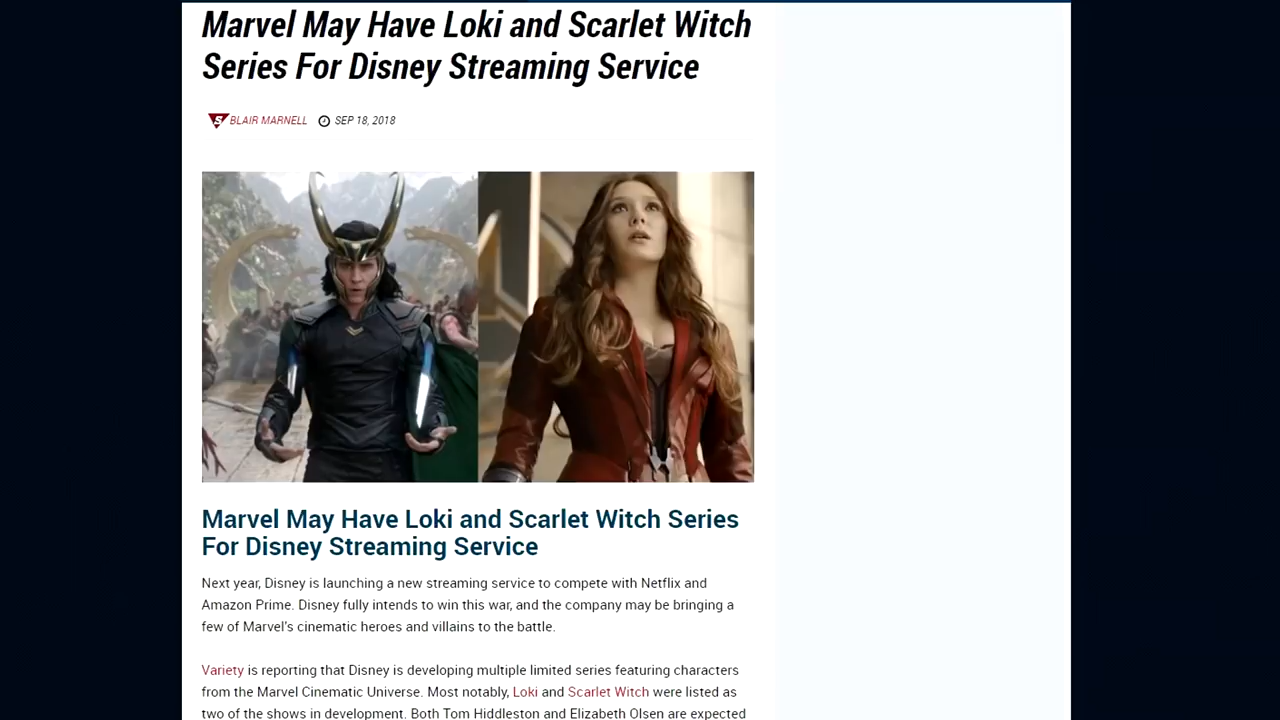 Marvel May Have Loki and Scarlet Witch
Series For Disney Streaming Service
BLAIR MARNELL SEP 18, 2018
Marvel May Have Loki and Scarlet Witch Series
For Disney Streaming Service
Next year, Disney is launching a new streaming service to compete with Netflix and
Amazon Prime. Disney fully intends to win this war, and the company may be bringing a
few of Marvel's cinematic heroes and villains to the battle.
Variety is reporting that Disney is developing multiple limited series featuring characters
from the Marvel Cinematic Universe. Most notably, Loki and Scarlet Witch were listed as
two of the shows in development. Both Tom Hiddleston and Elizabeth Olsen are expected